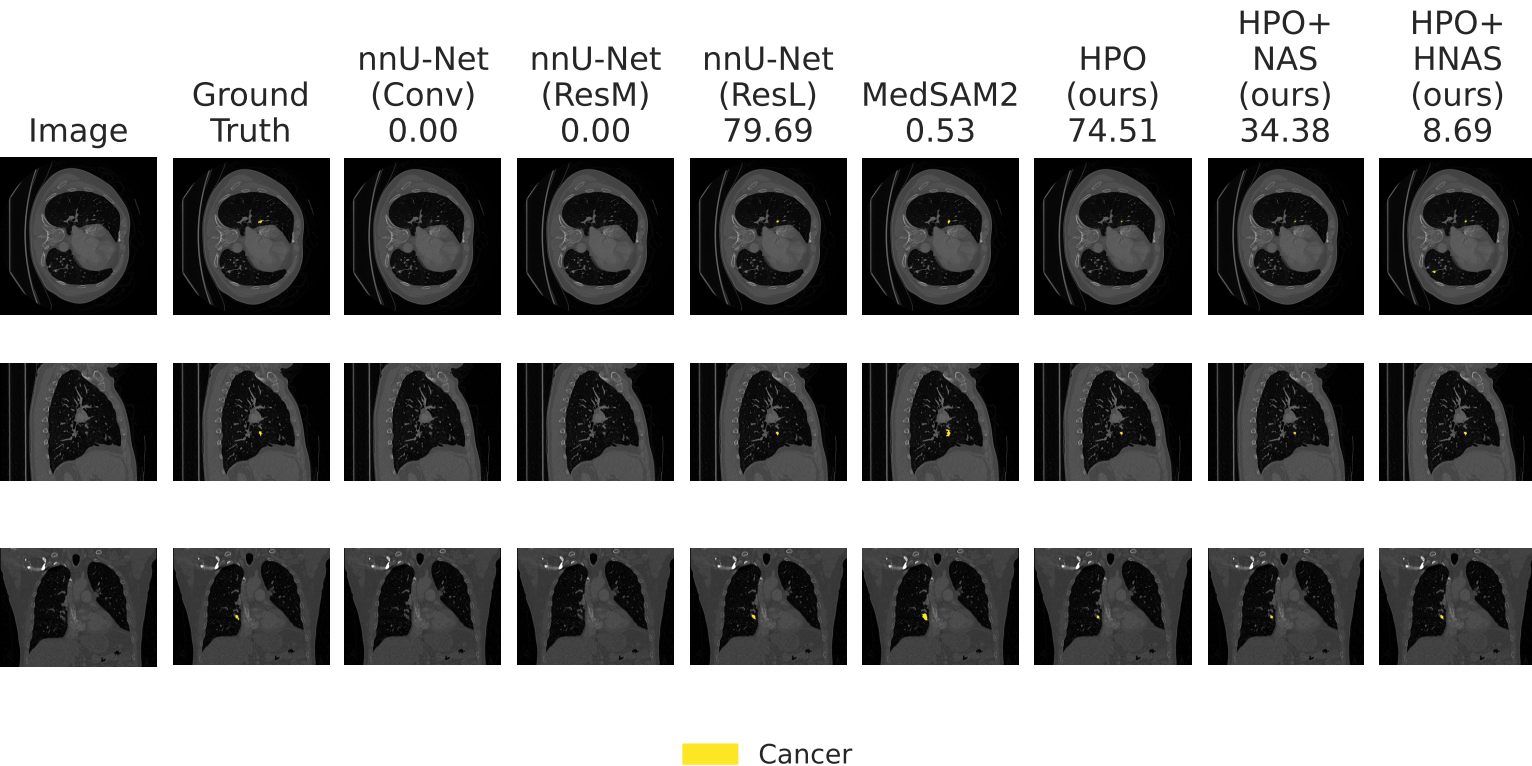 Image
Ground
Truth
nnU-Net
(Conv)
0.00
nnU-Net
(ResM)
0.00
nnU-Net
(ResL)
79.69
MedSAM2
0.53
HPO
(ours)
74.51
HPO+
NAS
(ours)
34.38
HPO+
HNAS
(ours)
8.69
Cancer